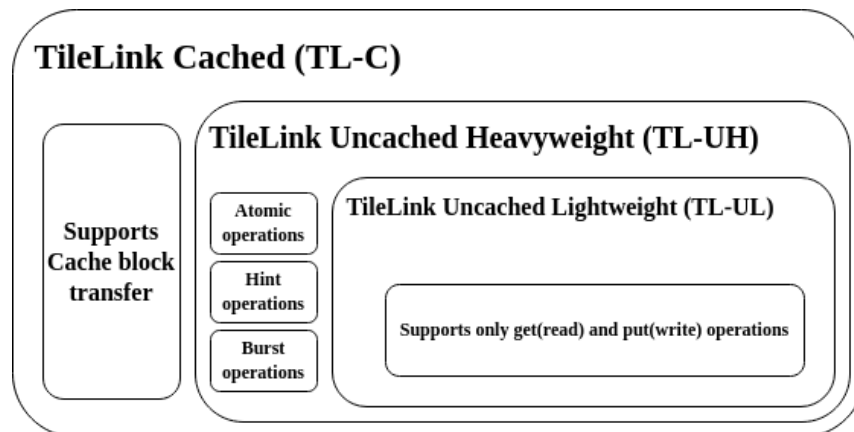 TileLink Cached (TL-C)
TileLink Uncached Heavyweight (TL-UH)
TileLink Uncached Lightweight (TL-UL)
Supports
Cache block
transfer
Atomic
operations
Hint
operations
Burst
operations
Supports only get(read) and put(write) operations